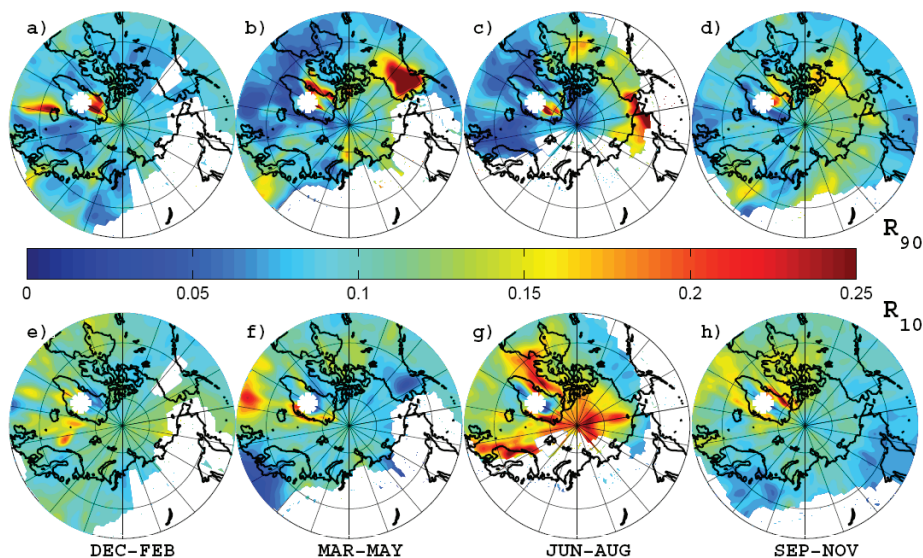 a) b) c) d)
R90
0 0.05 0.1 0.15 0.2 0.25
R10
e) f) g) h)
DEC-FEB MAR-MAY JUN-AUG SEP-NOV